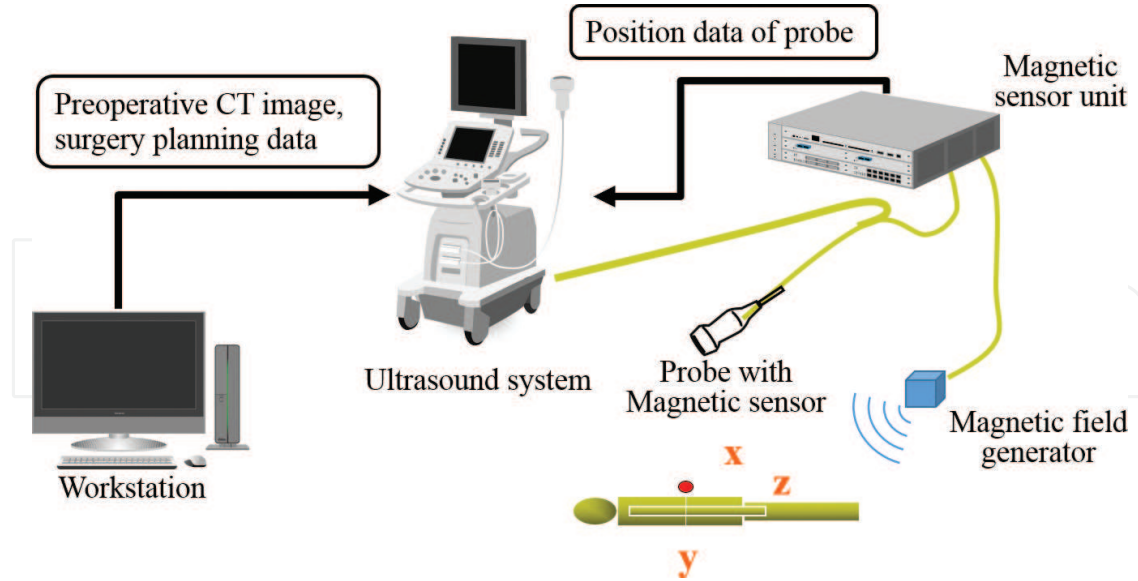 Position data of probe
Magnetic
sensor unit
Preoperative CT image,
surgery planning data
Ultrasound system
Probe with
Magnetic sensor
Magnetic field
generator
Workstation
x
z
y